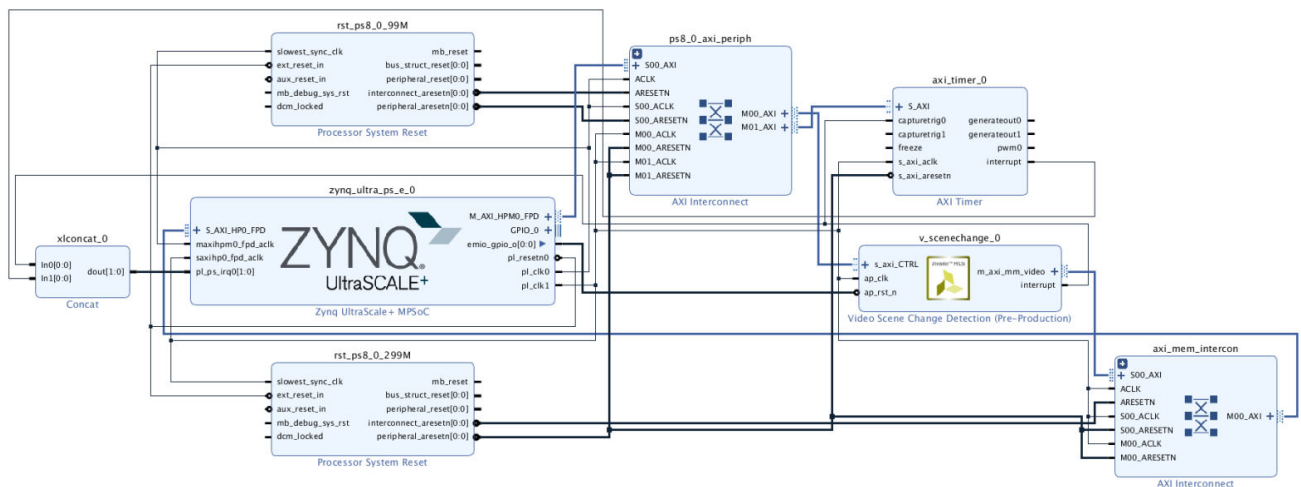 rst_ps8_0_99M
slowest_sync_clk
ext_reset_in
aux_reset_in
mb_debug_sys_rst
dcm_locked
mb_reset
bus_struct_reset[0:0]
peripheral_reset[0:0]
interconnect_aresetn[0:0]
peripheral_aresetn[0:0]
Processor System Reset
ps8_0_axi_periph
S00_AXI
ACLK
ARESETN
S00_ACLK
S00_ARESETN
M00_ACLK
M00_ARESETN
M01_ACLK
M01_ARESETN
M00_AXI
M01_AXI
AXI Interconnect
axi_timer_0
S_AXI
capturetrig0
capturetrig1
freeze
s_axi_aclk
s_axi_aresetn
generateout0
generateout1
pwm0
interrupt
AXI Timer
xlconcat_0
In0[0:0]
In1[0:0]
dout[1:0]
Concat
zynq_ultra_ps_e_0
S_AXI_HP0_FPD
maxihpm0_fpd_aclk
saxihp0_fpd_aclk
pl_ps_irq0[1:0]
ZYNQ
UltraSCALE+
M_AXI_HPM0_FPD
GPIO_0
emio_gpio_o[0:0]
pl_resetn0
pl_clk0
pl_clk1
Zynq UltraScale+ MPSoC
v_scenechange_0
s_axi_CTRL
ap_clk
ap_rst_n
m_axi_mm_video
interrupt
Video Scene Change Detection (Pre-Production)
rst_ps8_0_299M
slowest_sync_clk
ext_reset_in
aux_reset_in
mb_debug_sys_rst
dcm_locked
mb_reset
bus_struct_reset[0:0]
peripheral_reset[0:0]
interconnect_aresetn[0:0]
peripheral_aresetn[0:0]
Processor System Reset
axi_mem_intercon
S00_AXI
ACLK
ARESETN
S00_ACLK
S00_ARESETN
M00_ACLK
M00_ARESETN
M00_AXI
AXI Interconnect